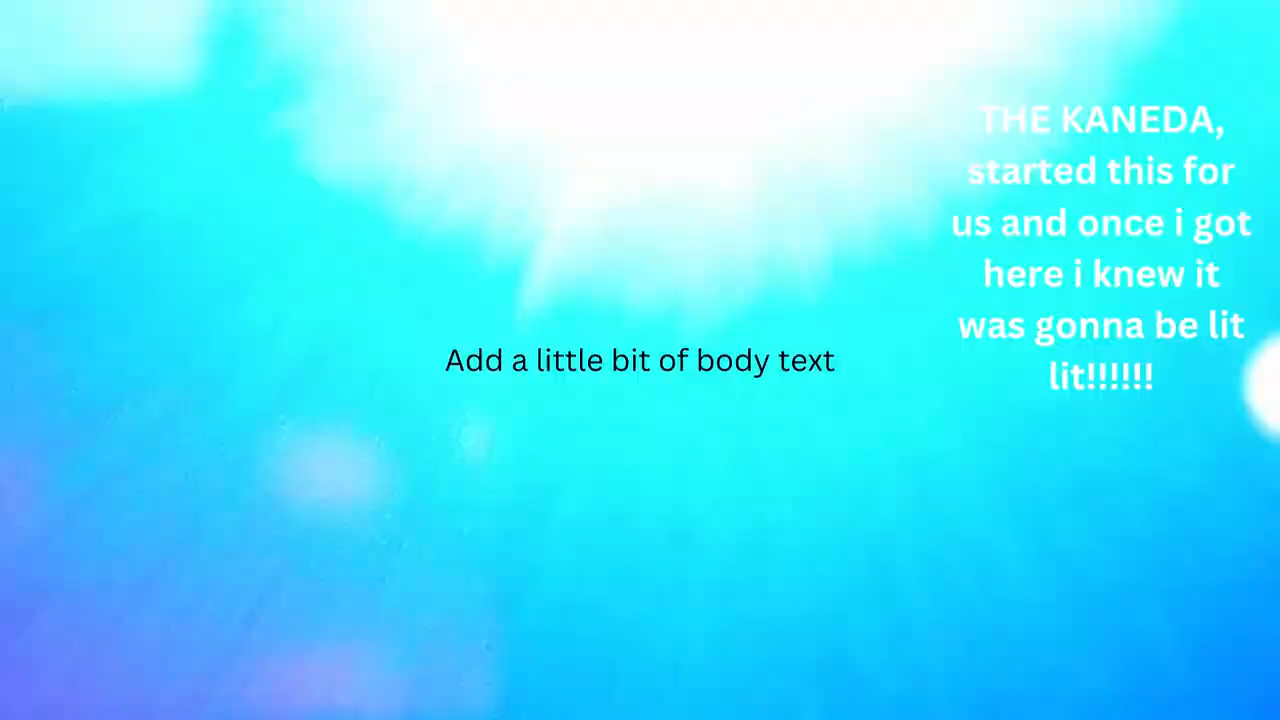 THE KANEDA,
started this for
us and once i got
here i knew it
was gonna be lit
lit!!!!!!
Add a little bit of body text